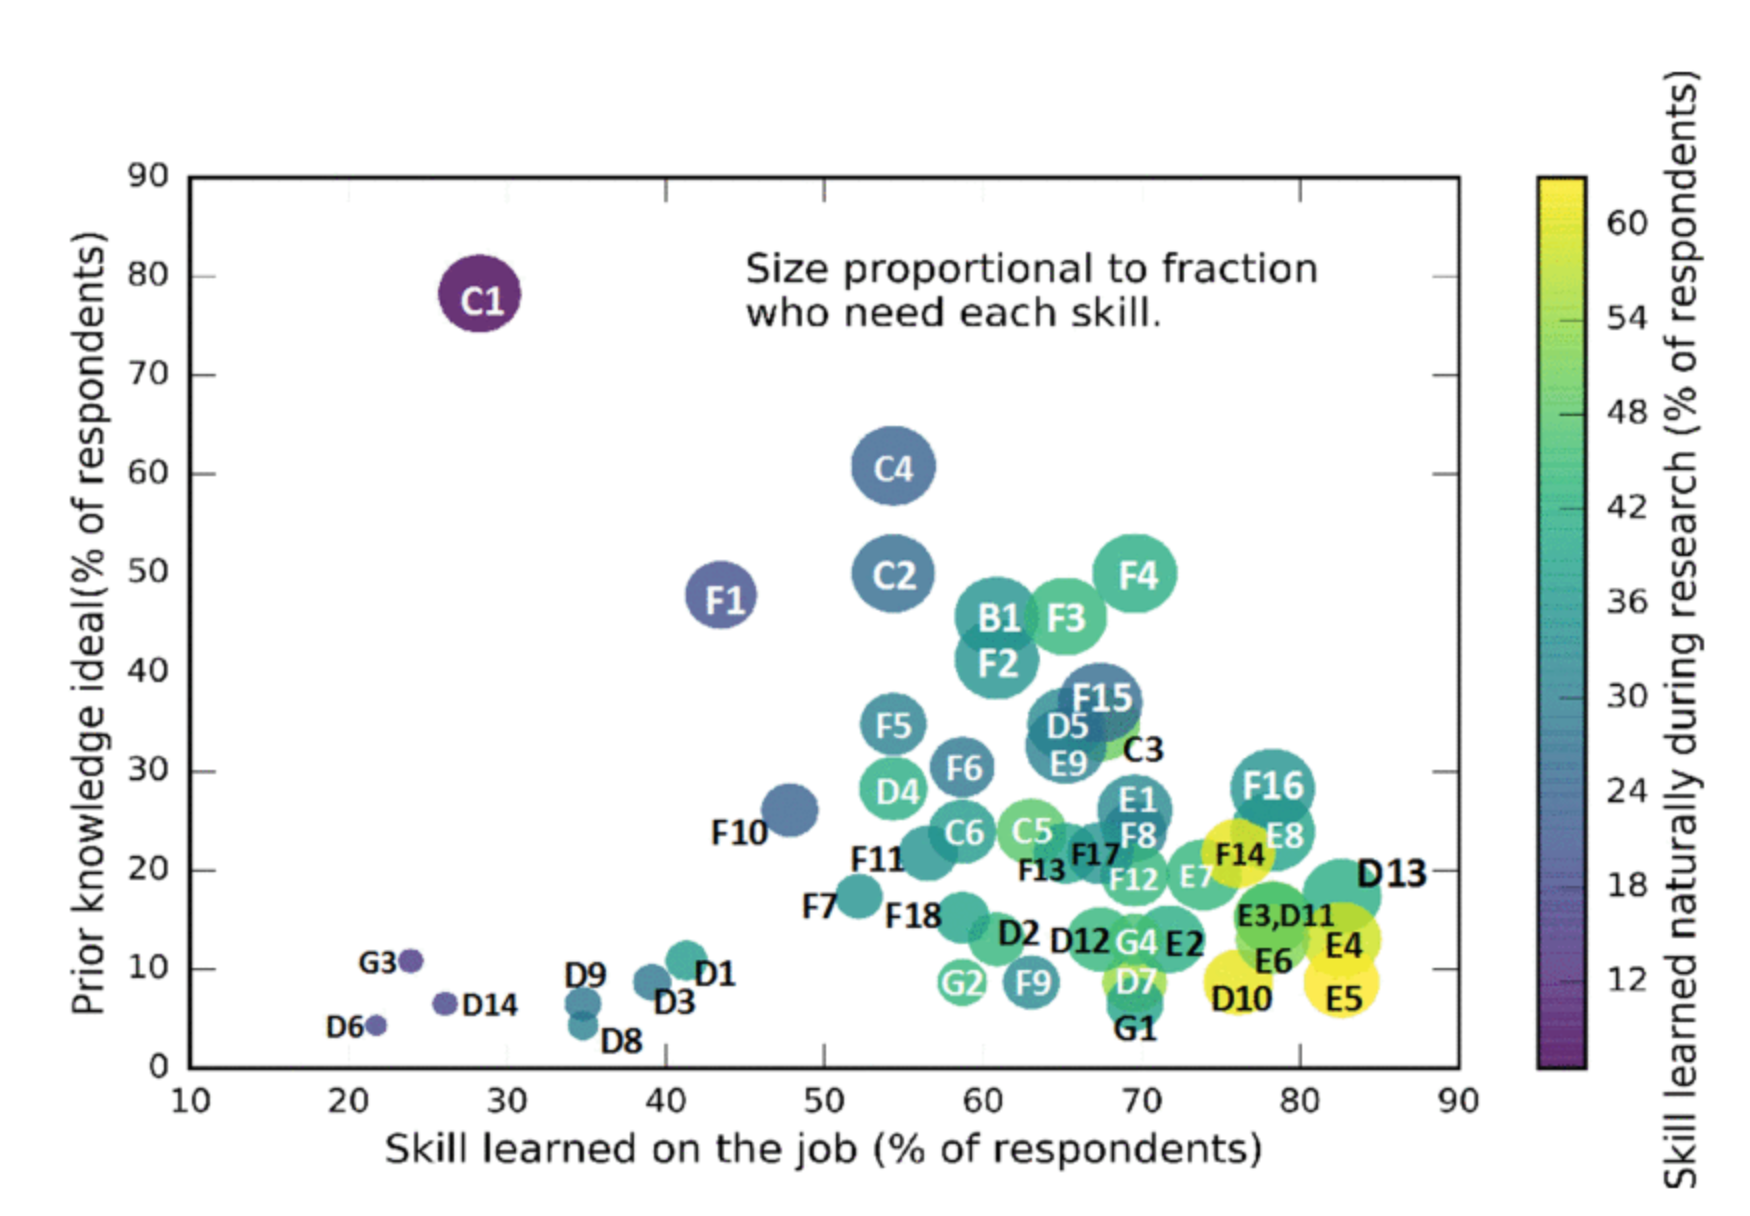 Size proportional to fraction
who need each skill.
Prior knowledge ideal(% of respondents)
90
80
70
60
50
40
30
20
10
0
C1
C4
C2
F4
F1
B1
F3
F2
F15
F5
D5
C3
E9
F6
F16
D4
E1
F10
C6
C5
F8
E8
F11
F13
F17
F14
F12
E7
D13
F7
F18
E3,D11
D2
D12
G4
E2
E4
G3
E6
D9
D1
G2
F9
D7
D14
D3
D10
E5
D6
D8
G1
10
20
30
40
50
60
70
80
90
Skill learned on the job (% of respondents)
60
54
48
42
36
30
24
18
12
Skill learned naturally during research (% of respondents)